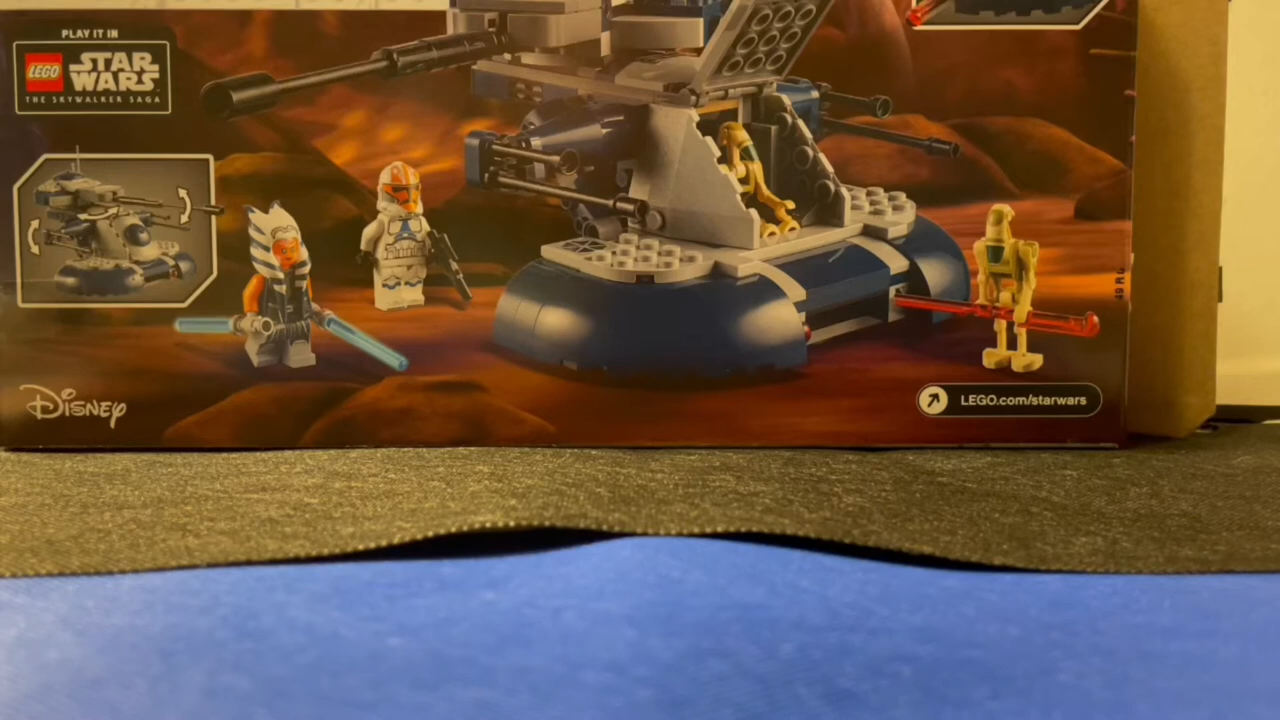 PLAY IT IN
LEGO
STAR
WARS
THE SKYWALKER SAGA
Disney
LEGO.com/starwars